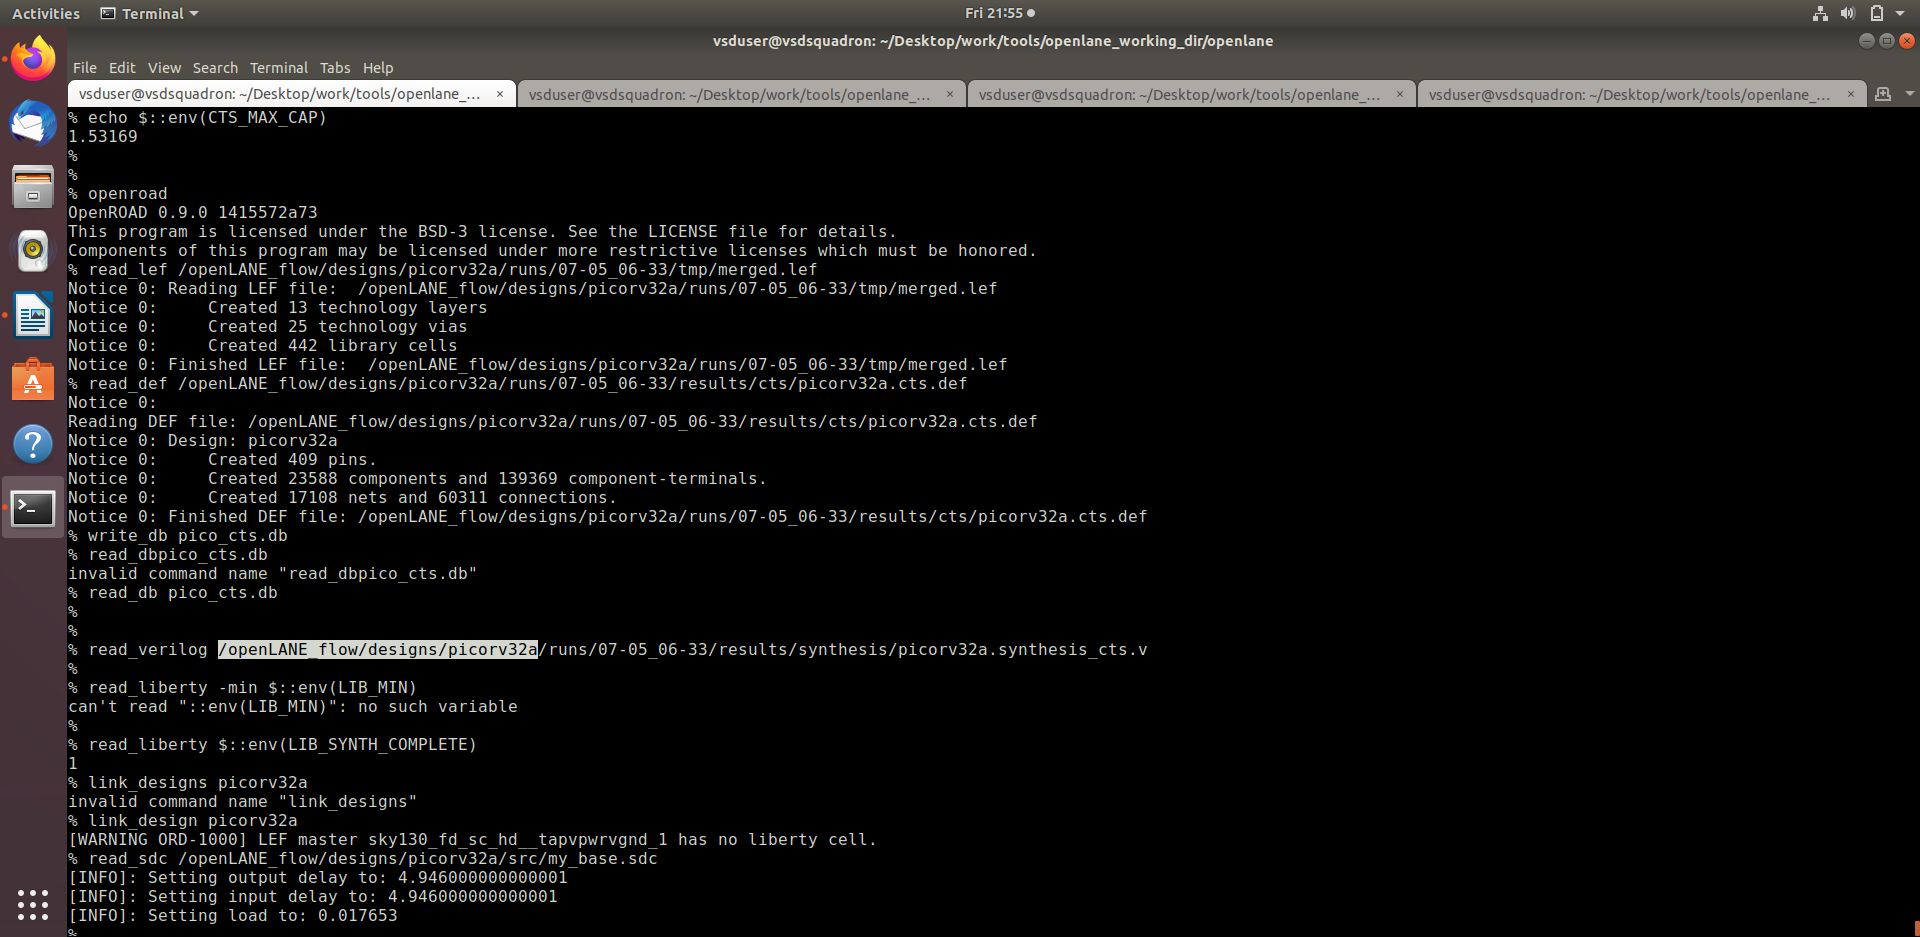 Activities
Terminal
Fri 21:55
vsduser@vsdsquadron: ~/Desktop/work/tools/openlane_working_dir/openlane
File Edit View Search Terminal Tabs Help
vsduser@vsdsquadron: ~/Desktop/work/tools/openlane_... ×
vsduser@vsdsquadron: ~/Desktop/work/tools/openlane_... ×
vsduser@vsdsquadron: ~/Desktop/work/tools/openlane_... ×
vsduser@vsdsquadron: ~/Desktop/work/tools/openlane_... ×
% echo $::env(CTS_MAX_CAP)
1.53169
%
%
% openroad
OpenROAD 0.9.0 1415572a73
This program is licensed under the BSD-3 license. See the LICENSE file for details.
Components of this program may be licensed under more restrictive licenses which must be honored.
% read_lef /openLANE_flow/designs/picorv32a/runs/07-05_06-33/tmp/merged.lef
Notice 0: Reading LEF file:  /openLANE_flow/designs/picorv32a/runs/07-05_06-33/tmp/merged.lef
Notice 0:     Created 13 technology layers
Notice 0:     Created 25 technology vias
Notice 0:     Created 442 library cells
Notice 0: Finished LEF file:  /openLANE_flow/designs/picorv32a/runs/07-05_06-33/tmp/merged.lef
% read_def /openLANE_flow/designs/picorv32a/runs/07-05_06-33/results/cts/picorv32a.cts.def
Notice 0:
Reading DEF file: /openLANE_flow/designs/picorv32a/runs/07-05_06-33/results/cts/picorv32a.cts.def
Notice 0: Design: picorv32a
Notice 0:     Created 409 pins.
Notice 0:     Created 23588 components and 139369 component-terminals.
Notice 0:     Created 17108 nets and 60311 connections.
Notice 0: Finished DEF file: /openLANE_flow/designs/picorv32a/runs/07-05_06-33/results/cts/picorv32a.cts.def
% write_db pico_cts.db
% read_dbpico_cts.db
invalid command name "read_dbpico_cts.db"
% read_db pico_cts.db
%
%
% read_verilog /openLANE_flow/designs/picorv32a/runs/07-05_06-33/results/synthesis/picorv32a.synthesis_cts.v
%
% read_liberty -min $::env(LIB_MIN)
can't read "::env(LIB_MIN)": no such variable
%
% read_liberty $::env(LIB_SYNTH_COMPLETE)
1
% link_designs picorv32a
invalid command name "link_designs"
% link_design picorv32a
[WARNING ORD-1000] LEF master sky130_fd_sc_hd__tapvpwrvgnd_1 has no liberty cell.
% read_sdc /openLANE_flow/designs/picorv32a/src/my_base.sdc
[INFO]: Setting output delay to: 4.946000000000001
[INFO]: Setting input delay to: 4.946000000000001
[INFO]: Setting load to: 0.017653
%